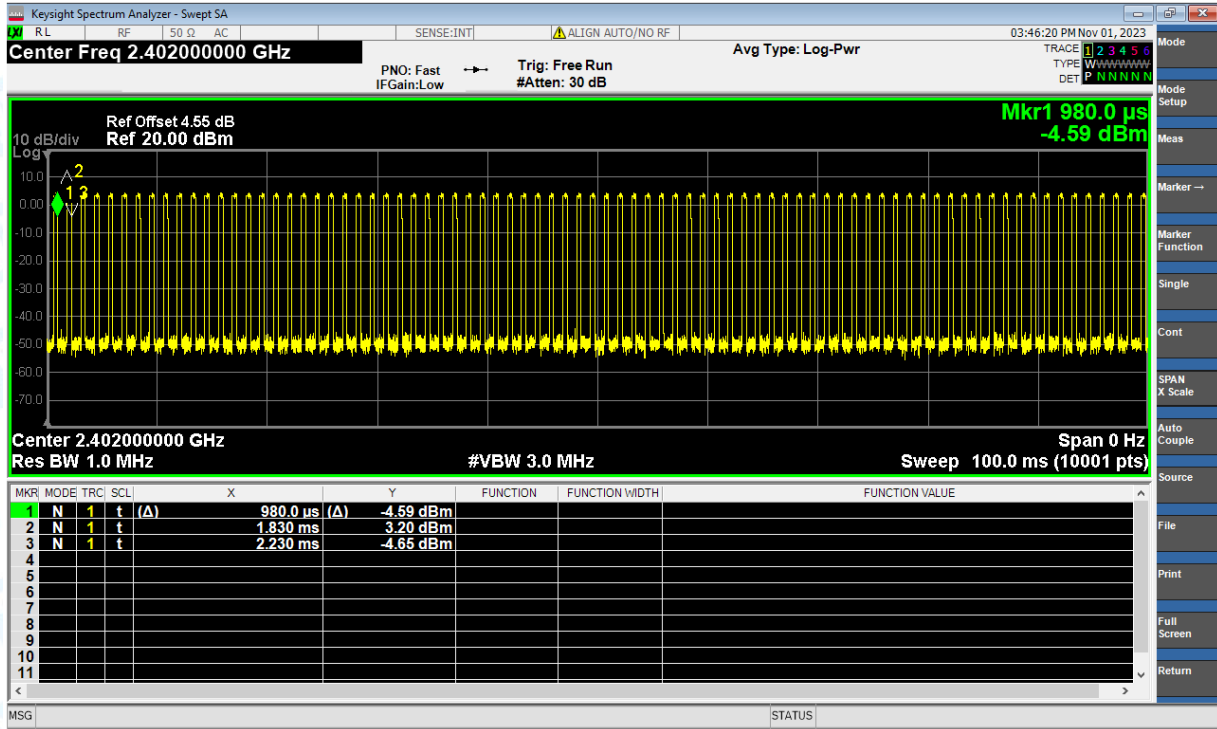 Keysight Spectrum Analyzer - Swept SA
LXI RL RF 50 Ω AC SENSE:INT ALIGN AUTO/NO RF 03:46:20 PM Nov 01, 2023
Center Freq 2.402000000 GHz Avg Type: Log-Pwr TRACE 1 2 3 4 5 6
PNO: Fast Trig: Free Run TYPE WWWWWW
IFGain:Low #Atten: 30 dB DET P N N N N N
Mkr1 980.0 µs
Ref Offset 4.55 dB
10 dB/div Ref 20.00 dBm -4.59 dBm
Log
2
10.0
1 3
0.00
-10.0
-20.0
-30.0
-40.0
-50.0
-60.0
-70.0
Center 2.402000000 GHz Span 0 Hz
Res BW 1.0 MHz #VBW 3.0 MHz Sweep 100.0 ms (10001 pts)
MKR MODE TRC SCL X Y FUNCTION FUNCTION WIDTH FUNCTION VALUE
1 N 1 t (Δ) 980.0 µs (Δ) -4.59 dBm
2 N 1 t 1.830 ms 3.20 dBm
3 N 1 t 2.230 ms -4.65 dBm
4
5
6
7
8
9
10
11
MSG STATUS
Mode
Mode
Setup
Meas
Marker→
Marker
Function
Single
Cont
SPAN
X Scale
Auto
Couple
Source
File
Print
Full
Screen
Return